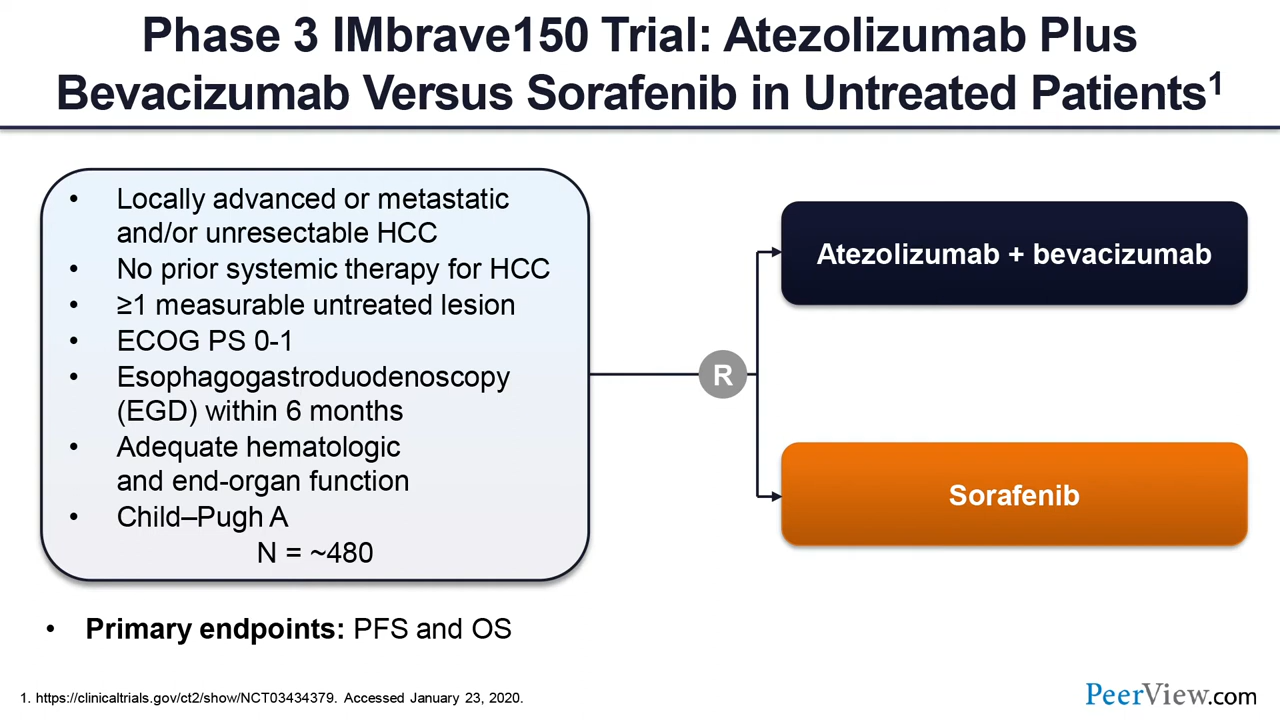 Phase 3 IMbrave150 Trial: Atezolizumab Plus
Bevacizumab Versus Sorafenib in Untreated Patients1
• Locally advanced or metastatic
and/or unresectable HCC
• No prior systemic therapy for HCC
• ≥1 measurable untreated lesion
• ECOG PS 0-1
• Esophagogastroduodenoscopy
(EGD) within 6 months
• Adequate hematologic
and end-organ function
• Child–Pugh A
N = ~480
R
Atezolizumab + bevacizumab
Sorafenib
• Primary endpoints: PFS and OS
1. https://clinicaltrials.gov/ct2/show/NCT03434379. Accessed January 23, 2020.
PeerView.com